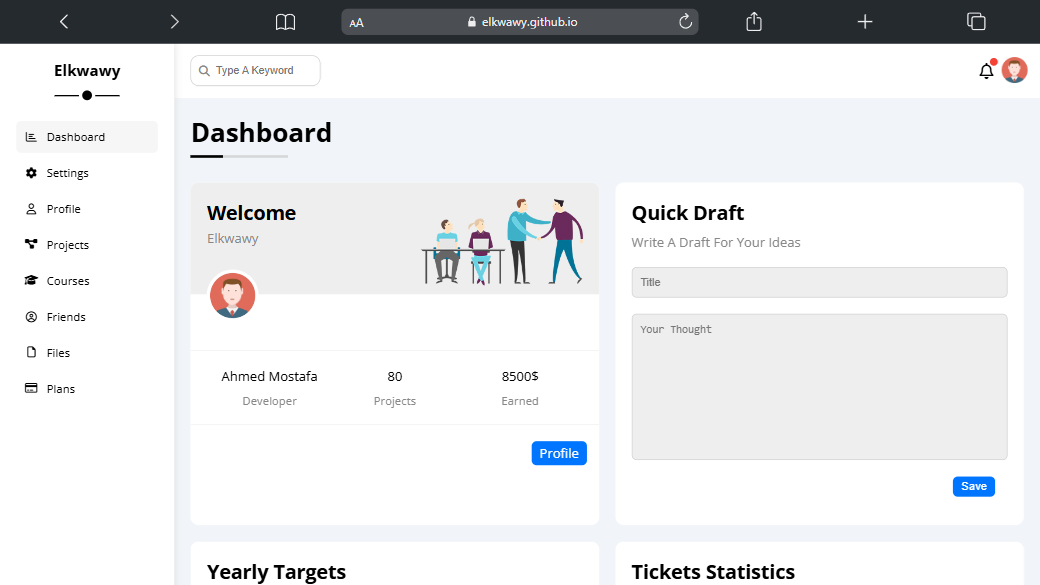 AA
elkwawy.github.io
Elkwawy
Type A Keyword
Dashboard
Settings
Profile
Projects
Courses
Friends
Files
Plans
Dashboard
Welcome
Elkwawy
Ahmed Mostafa
Developer
80
Projects
8500$
Earned
Profile
Quick Draft
Write A Draft For Your Ideas
Title
Your Thought
Save
Yearly Targets
Tickets Statistics